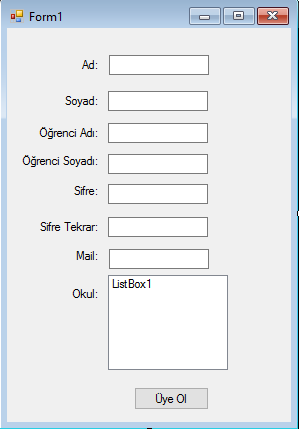 Form1
Ad:
Soyad:
Öğrenci Adı:
Öğrenci Soyadı:
Sifre:
Sifre Tekrar:
Mail:
Okul:
ListBox1
Üye Ol